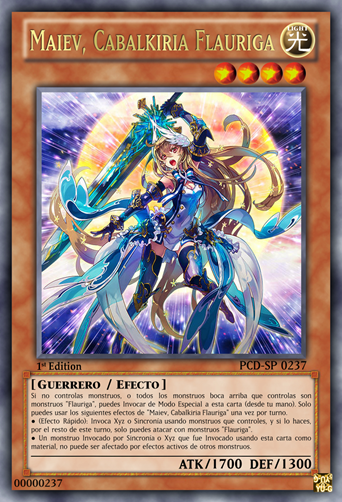 MAIEV, CABALKIRIA FLAURIGA
LIGHT
光
1st Edition
PCD-SP 0237
[ GUERRERO / EFECTO ]
Si no controlas monstruos, o todos los monstruos boca arriba que controlas son
monstruos "Flauriga", puedes Invocar de Modo Especial a esta carta (desde tu mano). Solo
puedes usar los siguientes efectos de "Maiev, Cabalkiria Flauriga" una vez por turno.
● (Efecto Rápido): Invoca Xyz o Sincronía usando monstruos que controles, y si lo haces,
por el resto de este turno, solo puedes atacar con monstruos "Flauriga".
● Un monstruo Invocado por Sincronía o Xyz que fue Invocado usando esta carta como
material, no puede ser afectado por efectos activos de otros monstruos.
ATK/1700 DEF/1300
00000237